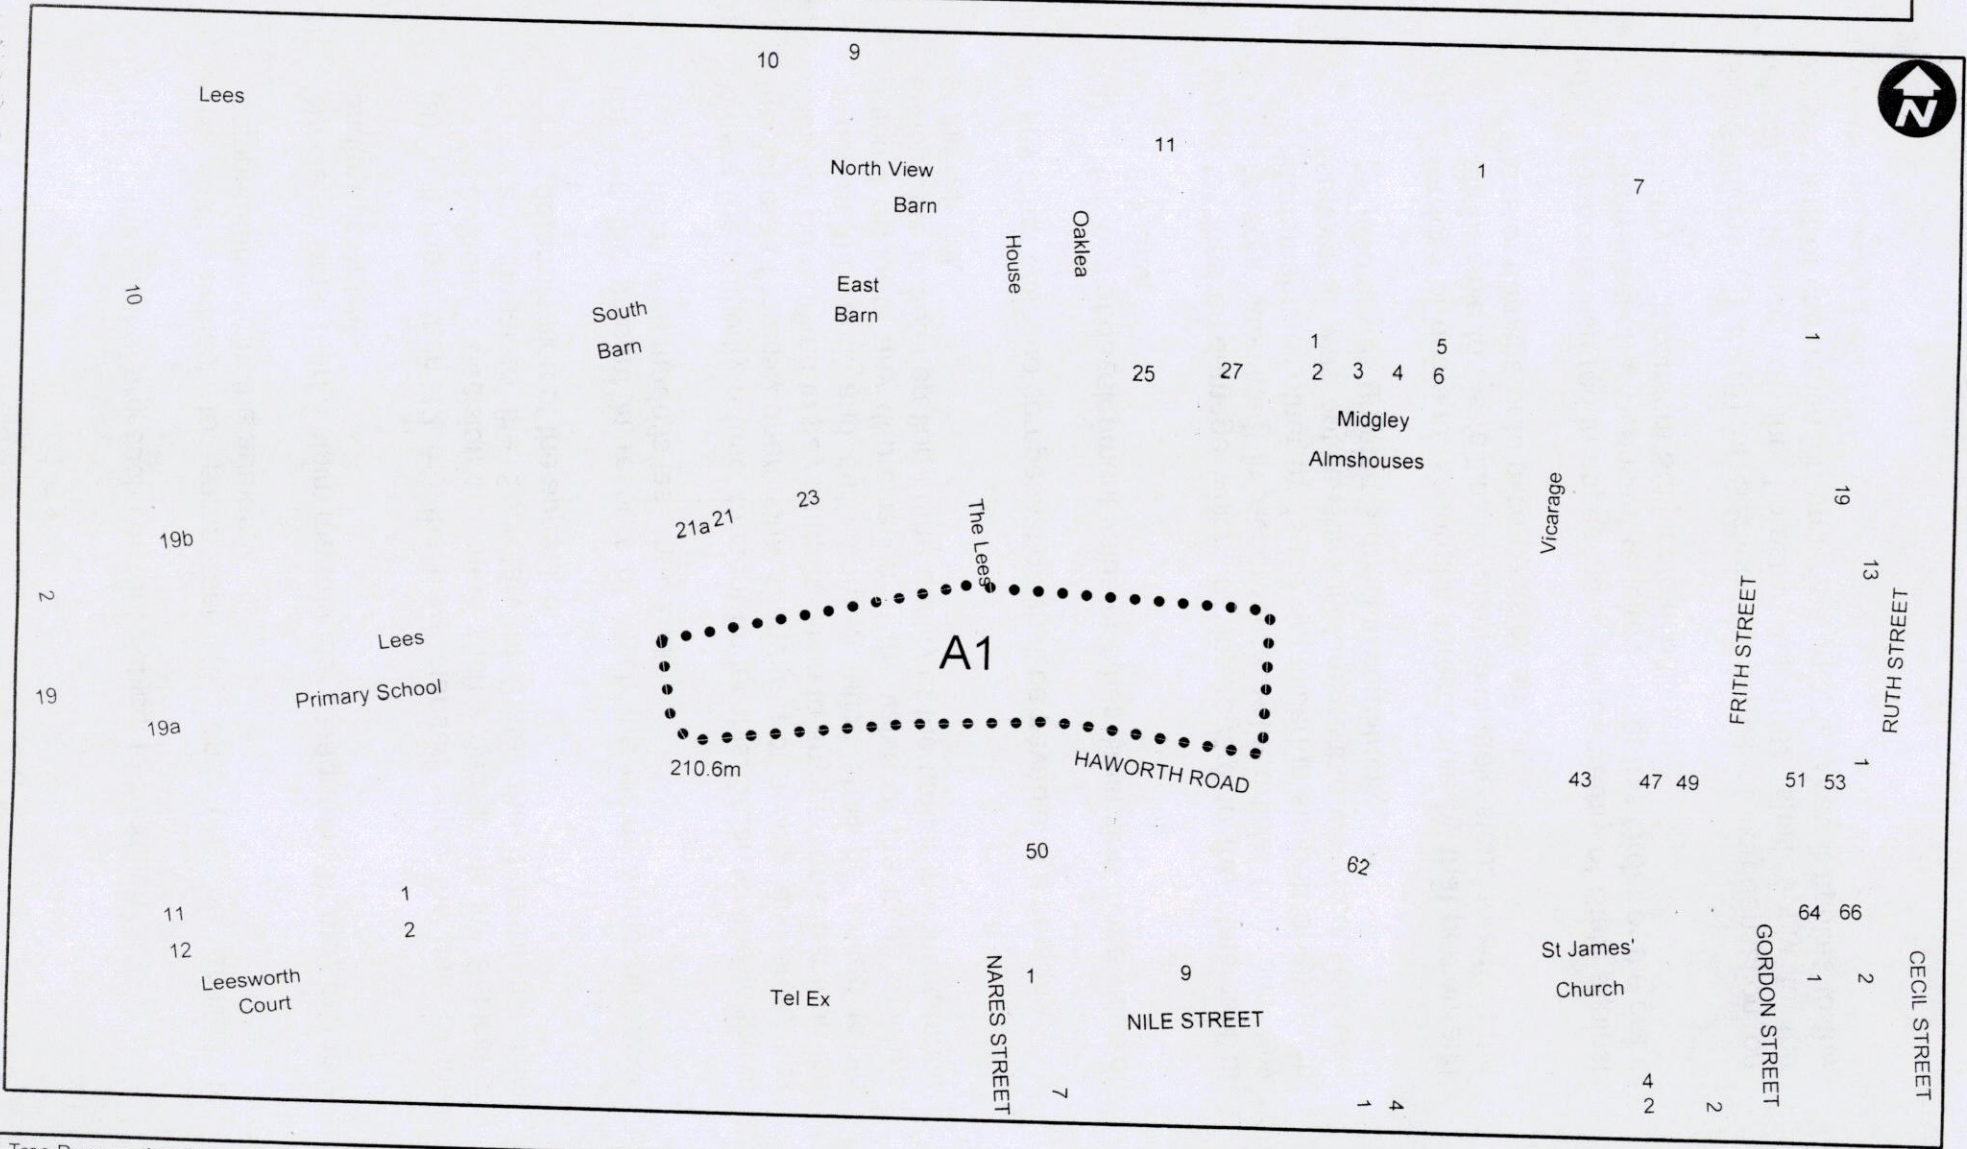 N
10
9
Lees
11
North View
Barn
1
7
Oaklea
House
East
Barn
10
South
Barn
1
25
27
1
5
2
3
4
6
Midgley
Almshouses
23
21a
21
The Lees
Vicarage
19
13
19b
2
Lees
Primary School
A1
FRITH STREET
RUTH STREET
19
19a
210.6m
HAWORTH ROAD
43
47
49
51
53
1
50
62
1
2
11
12
Leesworth
Court
64
66
St James'
Church
Tel Ex
NARES STREET
1
9
NILE STREET
GORDON STREET
1
2
CECIL STREET
7
1
4
4
2
2